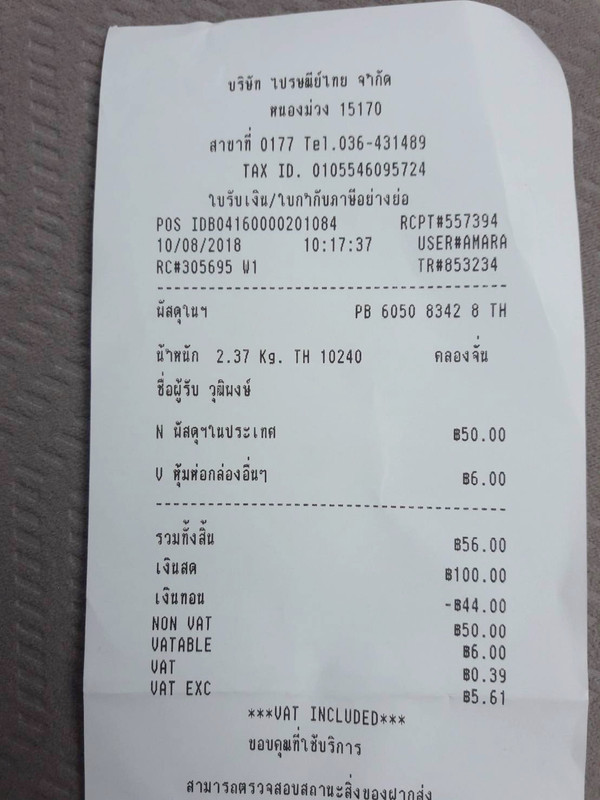 บริษัท ไปรษณีย์ไทย จำกัด
หนองม่วง 15170
สาขาที่ 0177 Tel.036-431489
TAX ID. 0105546095724
ใบรับเงิน/ใบกำกับภาษีอย่างย่อ
POS IDB04160000201084 RCPT#557394
10/08/2018 10:17:37 USER#AMARA
RC#305695 W1 TR#853234
พัสดุในฯ PB 6050 8342 8 TH
น้ำหนัก 2.37 Kg. TH 10240 คลองจั่น
ชื่อผู้รับ วุฒิพงษ์
N พัสดุฯในประเทศ ฿50.00
V หุ้มห่อกล่องอื่นๆ ฿6.00
รวมทั้งสิ้น ฿56.00
เงินสด ฿100.00
เงินทอน -฿44.00
NON VAT ฿50.00
VATABLE ฿6.00
VAT ฿0.39
VAT EXC ฿5.61
***VAT INCLUDED***
ขอบคุณที่ใช้บริการ
สามารถตรวจสอบสถานะสิ่งของฝากส่ง